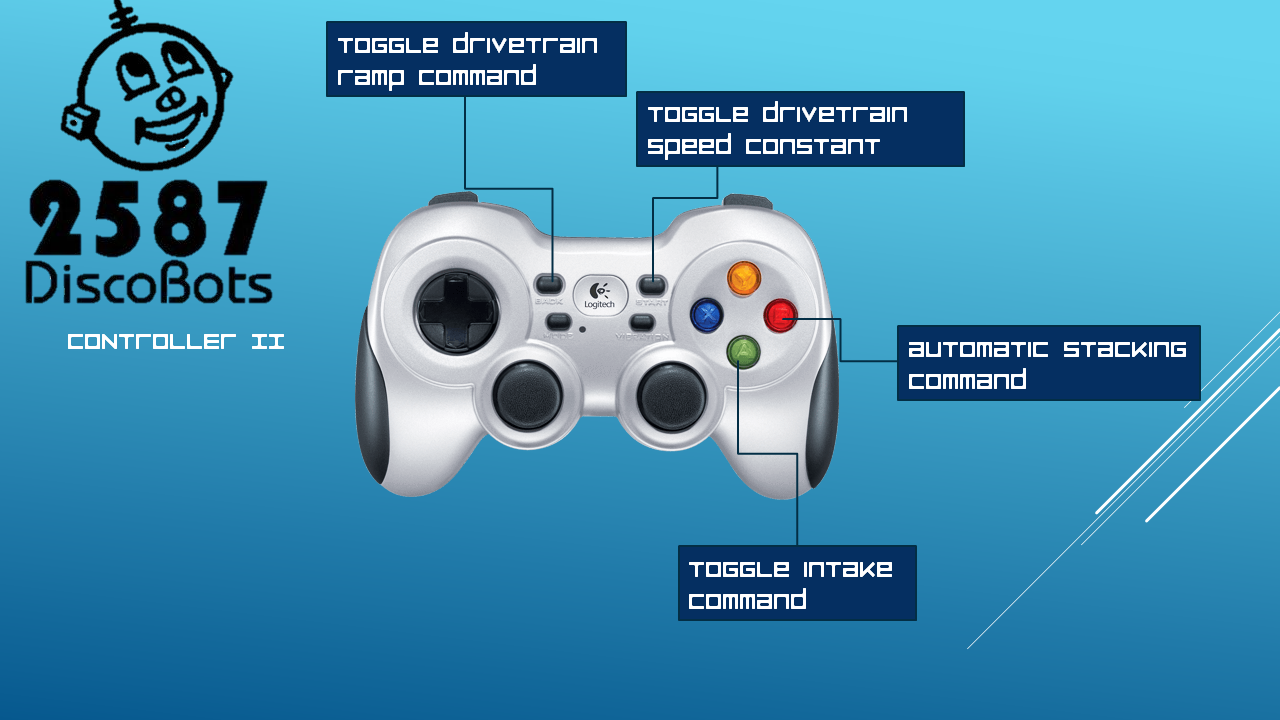 2587
DiscoBots
CONTROLLER II
TOGGLE drivetrain
ramp command
TOGGLE drivetrain
speed constant
automatic stacking
command
TOGGLE intake
command
BACK
Logitech
START
MODE
VIBRATION
Y
X
B
A